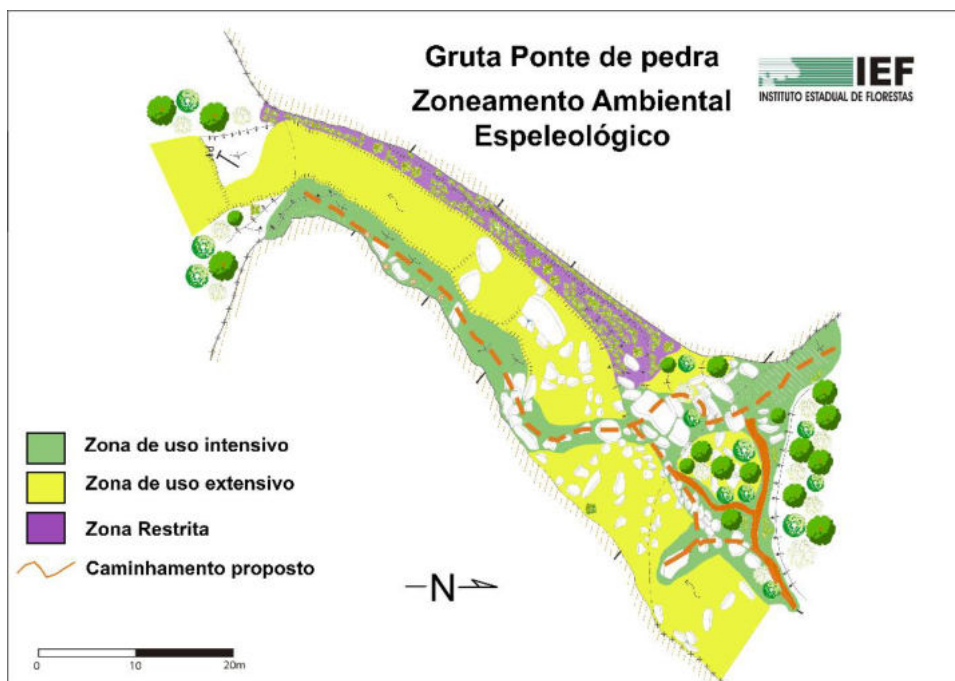 Gruta Ponte de pedra
Zoneamento Ambiental
Espeleológico
IEF
INSTITUTO ESTADUAL DE FLORESTAS
Zona de uso intensivo
Zona de uso extensivo
Zona Restrita
Caminhamento proposto
N
0 10 20m